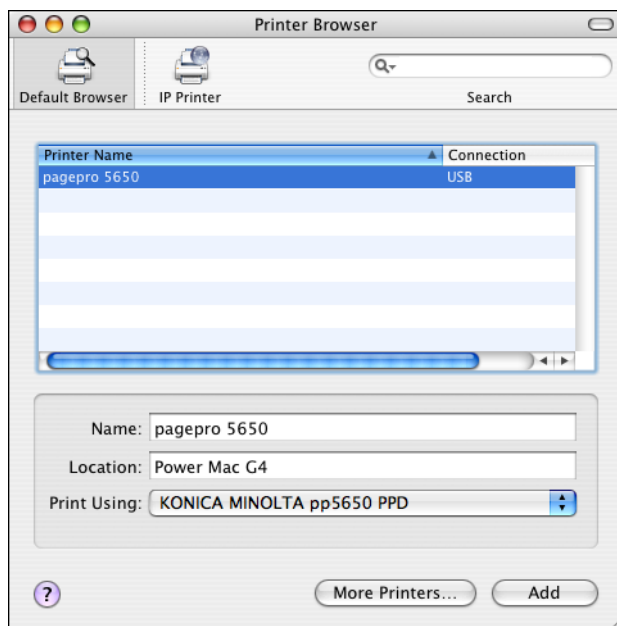 Printer Browser
Default Browser
IP Printer
Search
Printer Name
Connection
pagepro 5650
USB
Name: pagepro 5650
Location: Power Mac G4
Print Using: KONICA MINOLTA pp5650 PPD
?
More Printers...
Add